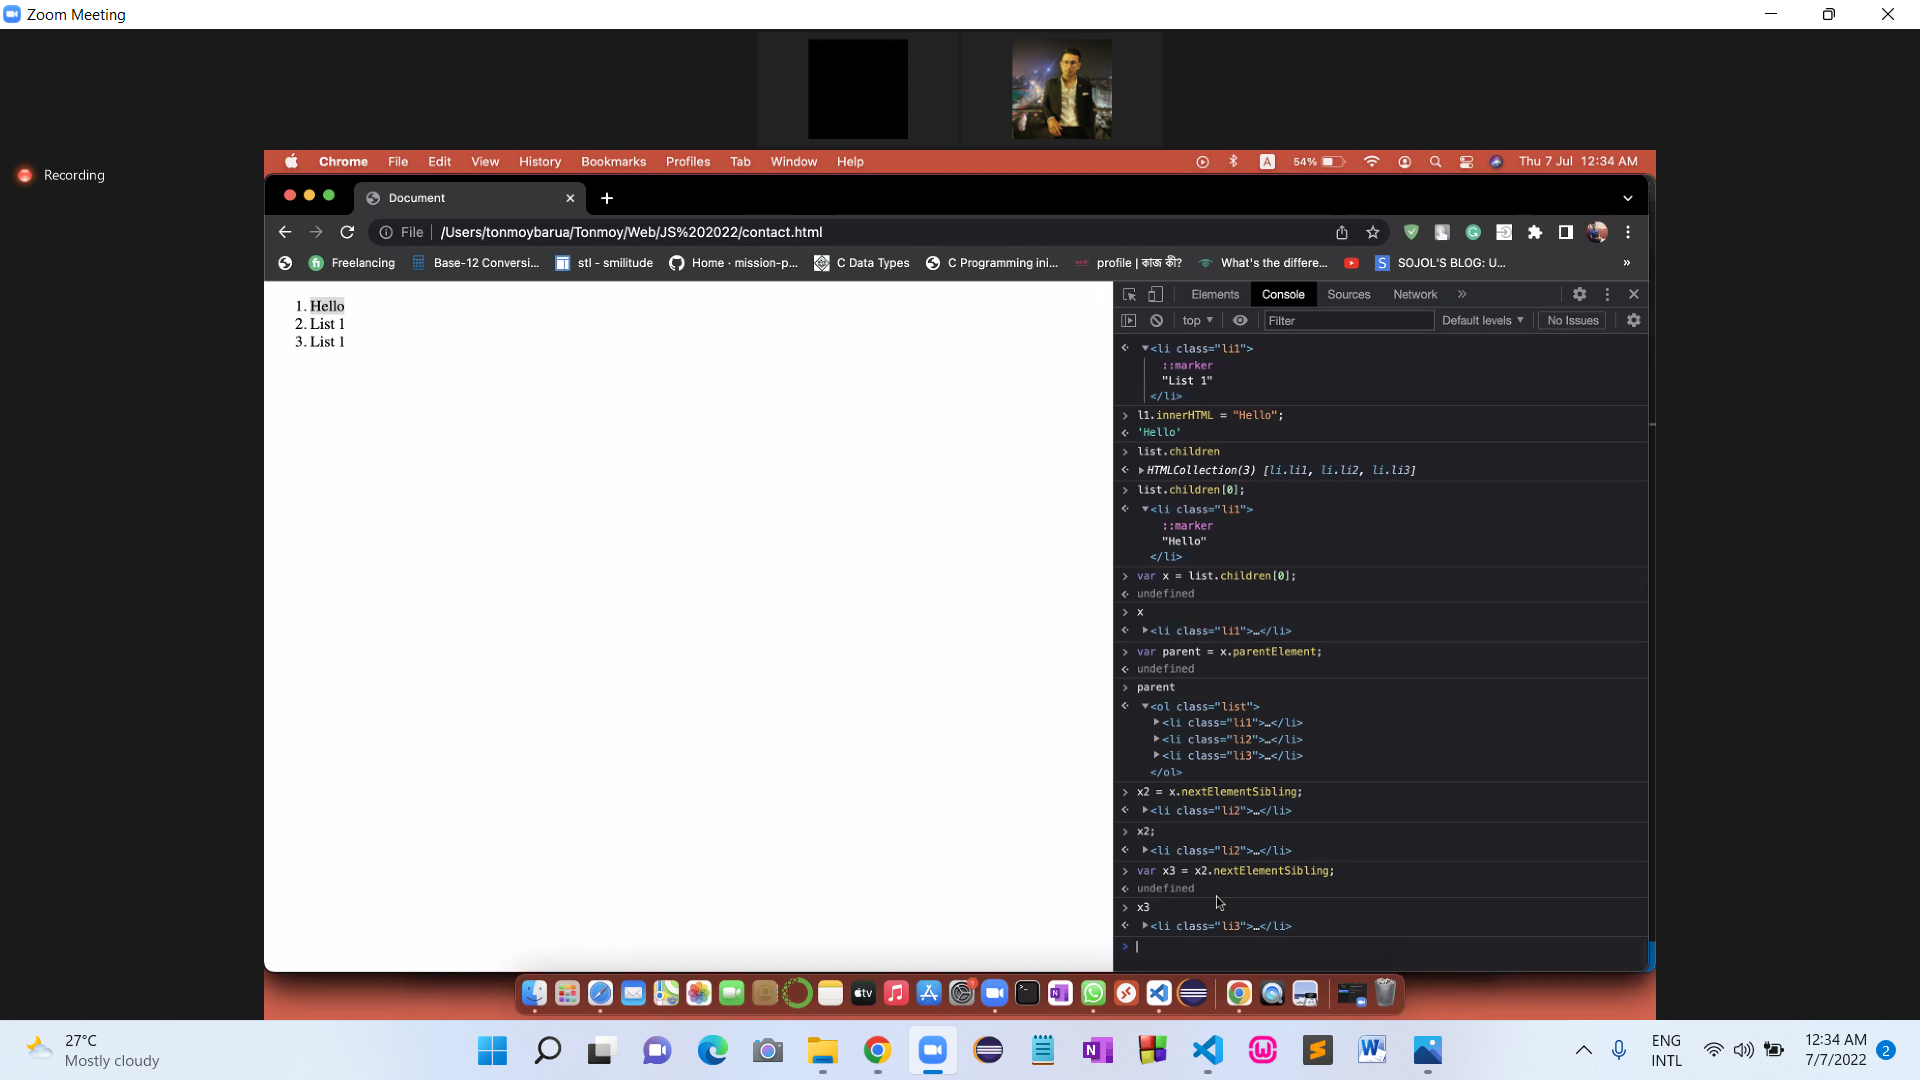 Zoom Meeting
Recording
Chrome File Edit View History Bookmarks Profiles Tab Window Help
A 54% Thu 7 Jul 12:34 AM
Document
File /Users/tonmoybarua/Tonmoy/Web/JS%202022/contact.html
Freelancing Base-12 Conversi... stl - smilitude Home · mission-p... C Data Types C Programming ini... profile | কাজ কী? What's the differe... S SOJOL'S BLOG: U... »
1. Hello
2. List 1
3. List 1
Elements Console Sources Network »
top Filter Default levels No Issues
<li class="li1">
::marker
"List 1"
</li>
l1.innerHTML = "Hello";
'Hello'
list.children
HTMLCollection(3) [li.li1, li.li2, li.li3]
list.children[0];
<li class="li1">
::marker
"Hello"
</li>
var x = list.children[0];
undefined
x
<li class="li1">…</li>
var parent = x.parentElement;
undefined
parent
<ol class="list">
<li class="li1">…</li>
<li class="li2">…</li>
<li class="li3">…</li>
</ol>
x2 = x.nextElementSibling;
<li class="li2">…</li>
x2;
<li class="li2">…</li>
var x3 = x2.nextElementSibling;
undefined
x3
<li class="li3">…</li>
tv
27°C
Mostly cloudy
ENG
INTL
12:34 AM
7/7/2022
2